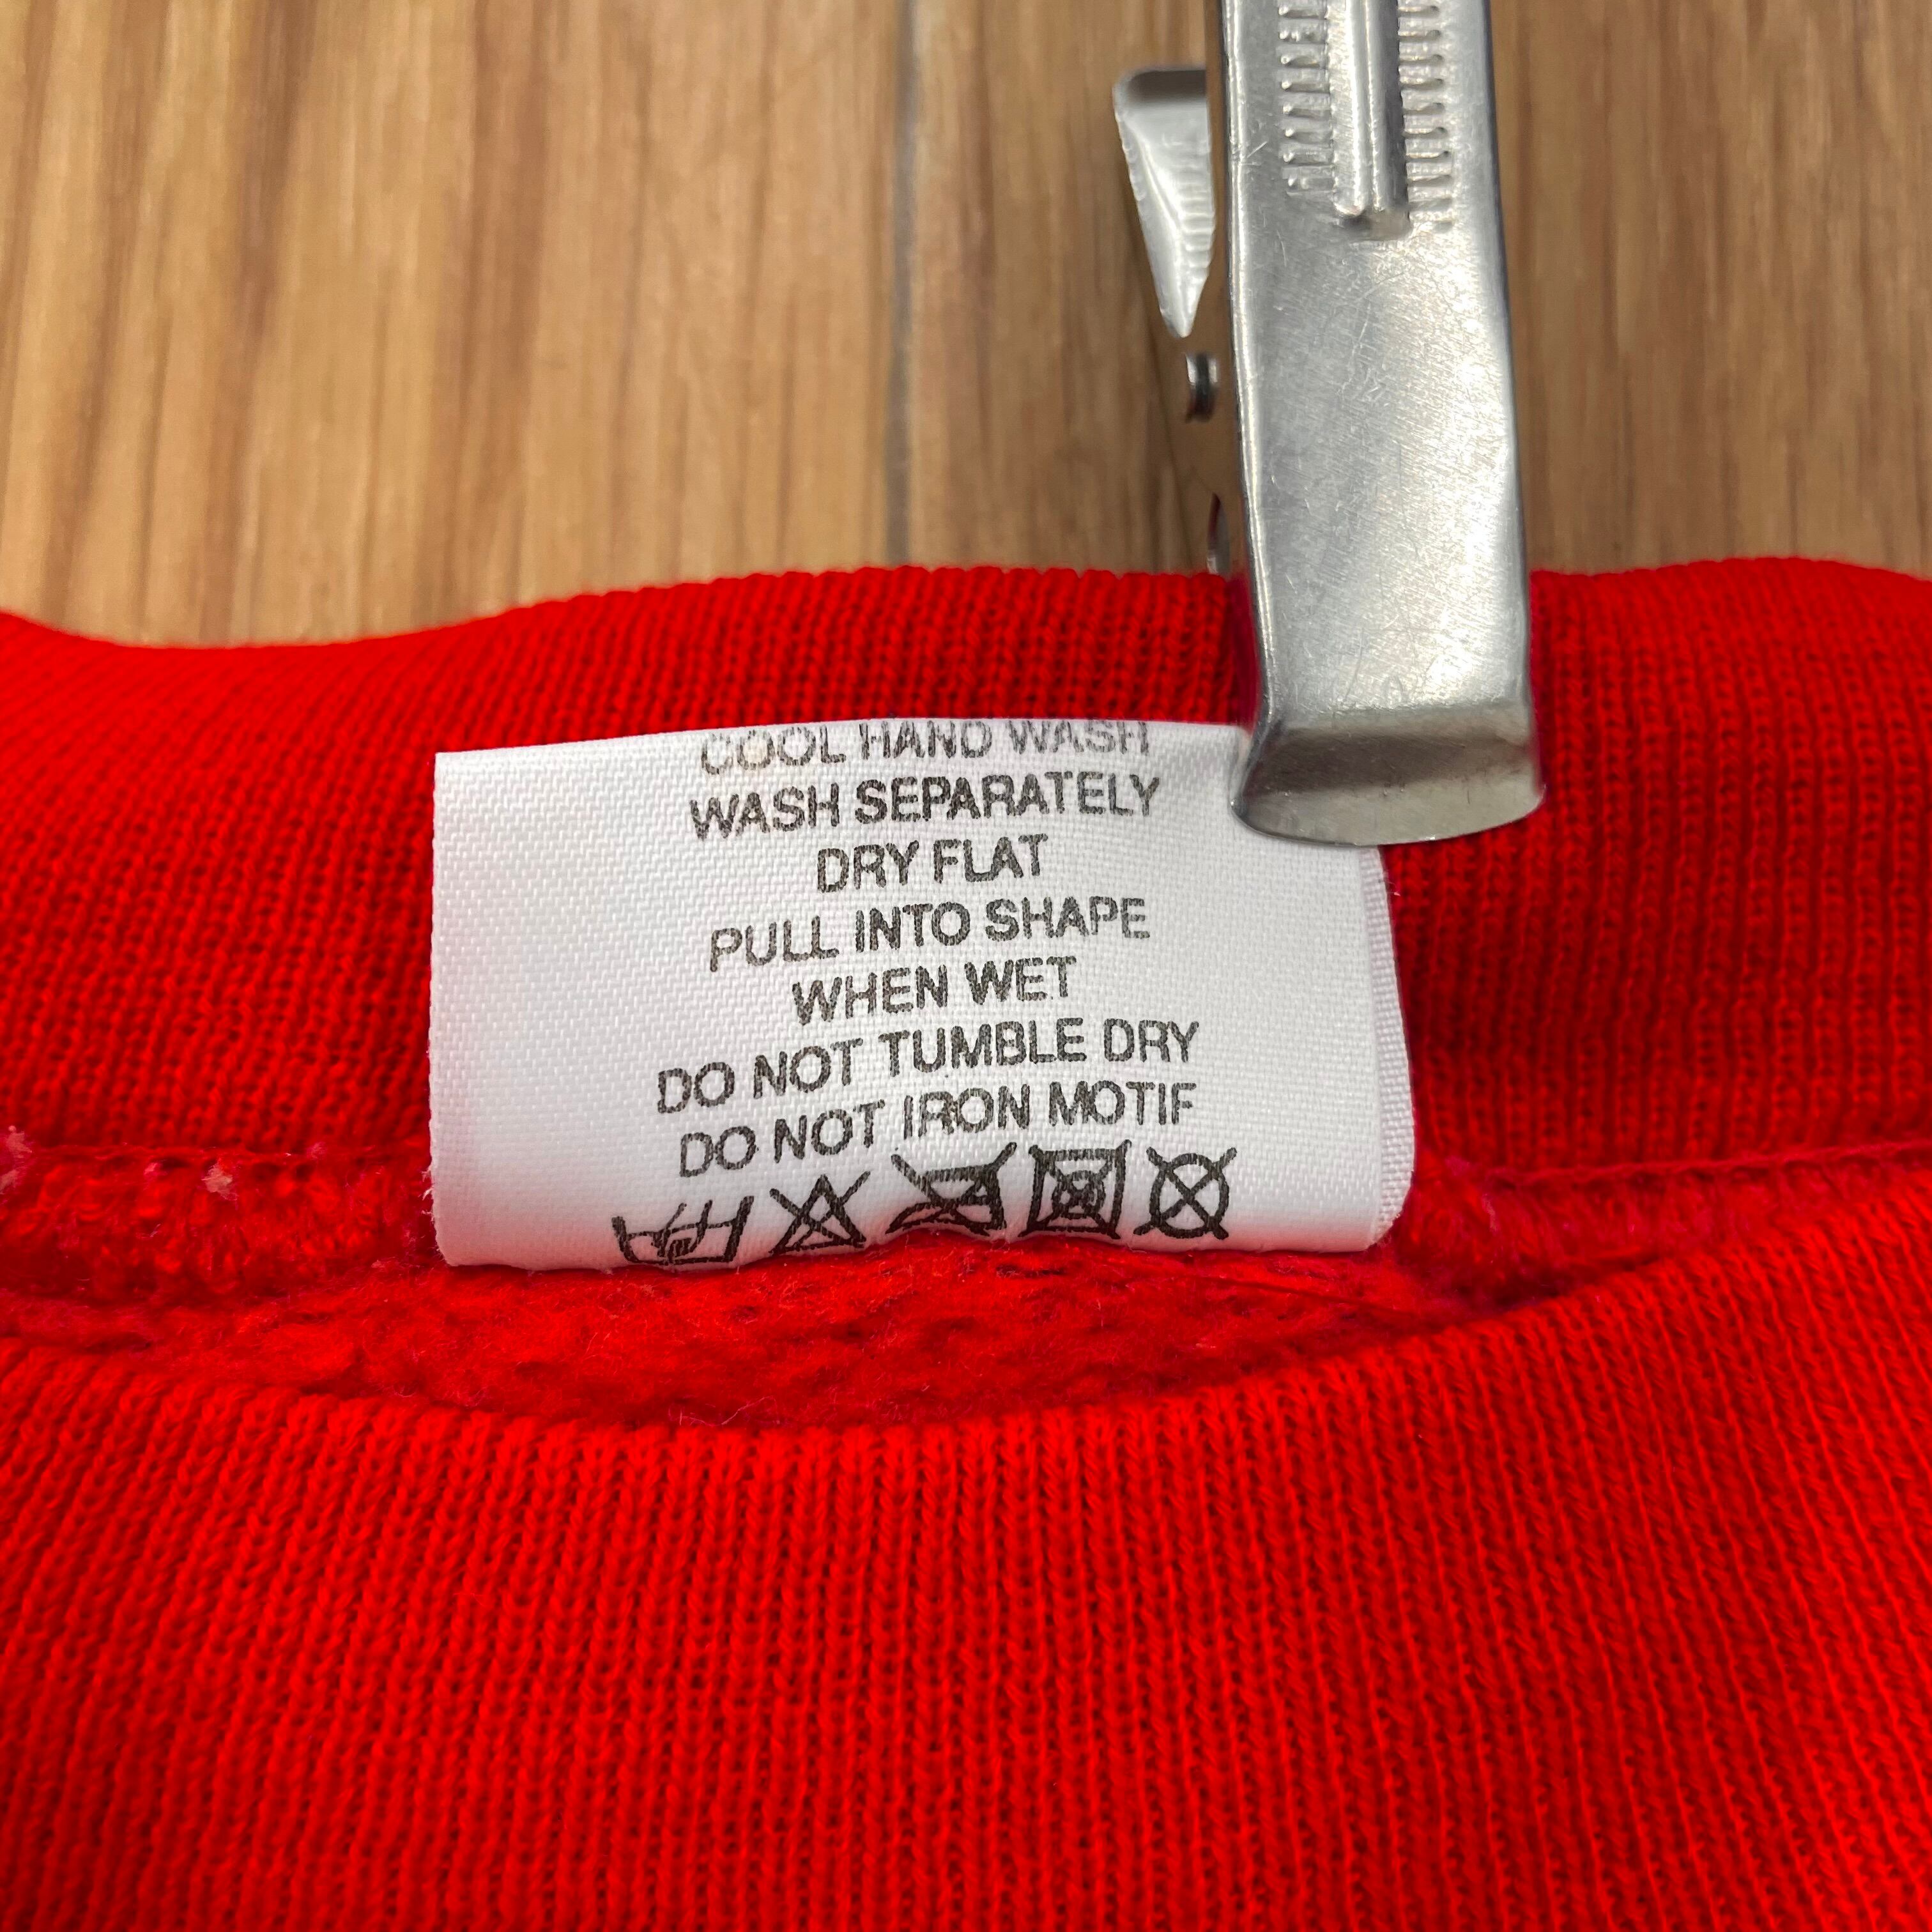 COOL HAND WASH
WASH SEPARATELY
DRY FLAT
PULL INTO SHAPE
WHEN WET
DO NOT TUMBLE DRY
DO NOT IRON MOTIF